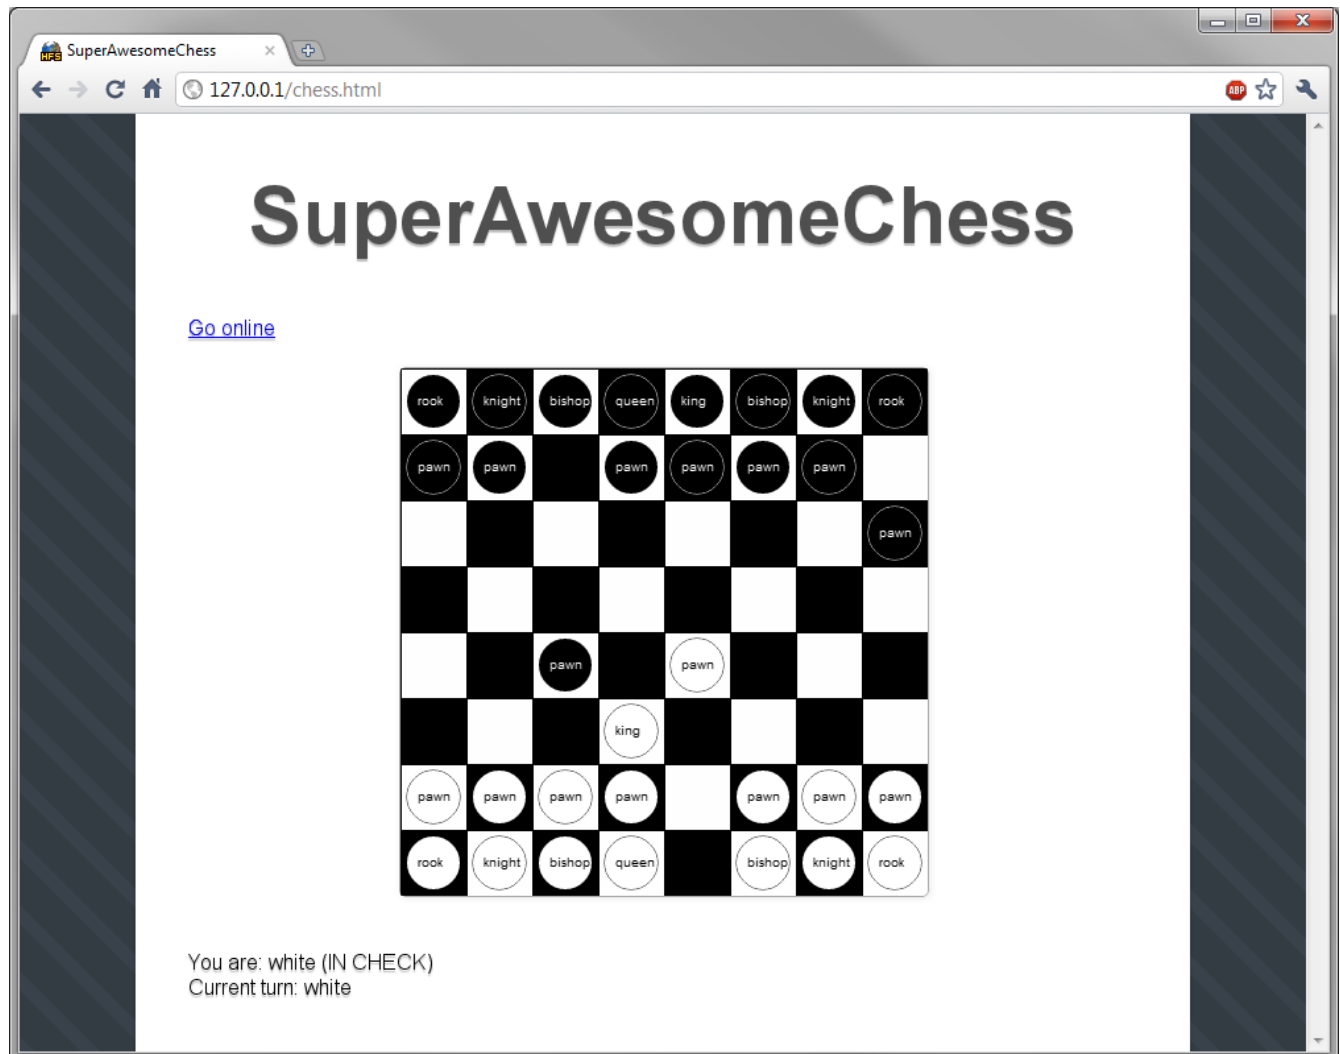 SuperAwesomeChess
HFS
127.0.0.1/chess.html
ABP
SuperAwesomeChess
Go online
rook knight bishop queen king bishop knight rook
pawn pawn pawn pawn pawn pawn
pawn
pawn pawn
king
pawn pawn pawn pawn pawn pawn pawn
rook knight bishop queen bishop knight rook
You are: white (IN CHECK)
Current turn: white